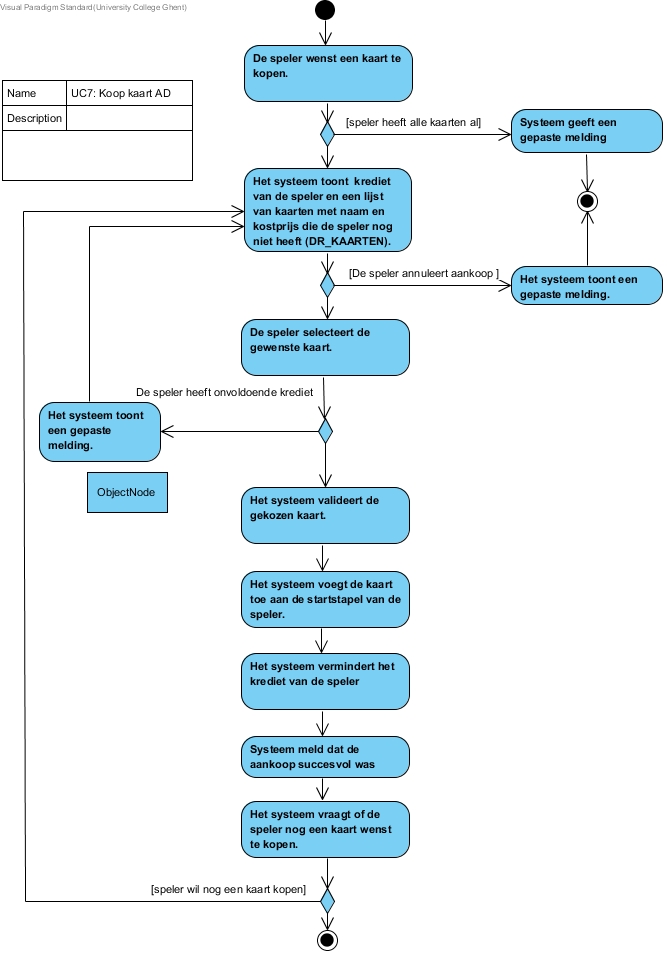 Visual Paradigm Standard(University College Ghent)
De speler wenst een kaart te
kopen.
Name
UC7: Koop kaart AD
Description
[speler heeft alle kaarten al]
Systeem geeft een
gepaste melding
Het systeem toont krediet
van de speler en een lijst
van kaarten met naam en
kostprijs die de speler nog
niet heeft (DR_KAARTEN).
[De speler annuleert aankoop ]
Het systeem toont een
gepaste melding.
De speler selecteert de
gewenste kaart.
De speler heeft onvoldoende krediet
Het systeem toont
een gepaste
melding.
ObjectNode
Het systeem valideert de
gekozen kaart.
Het systeem voegt de kaart
toe aan de startstapel van de
speler.
Het systeem vermindert het
krediet van de speler
Systeem meld dat de
aankoop succesvol was
Het systeem vraagt of de
speler nog een kaart wenst
te kopen.
[speler wil nog een kaart kopen]